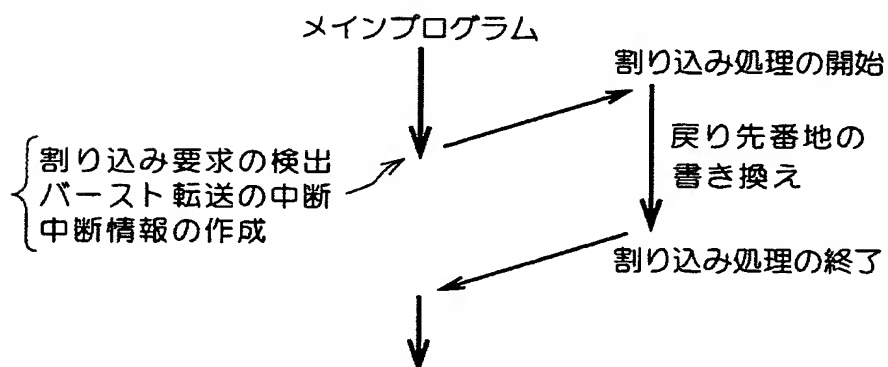 メインプログラム
割り込み処理の開始
割り込み要求の検出
バースト転送の中断
中断情報の作成
戻り先番地の
書き換え
割り込み処理の終了